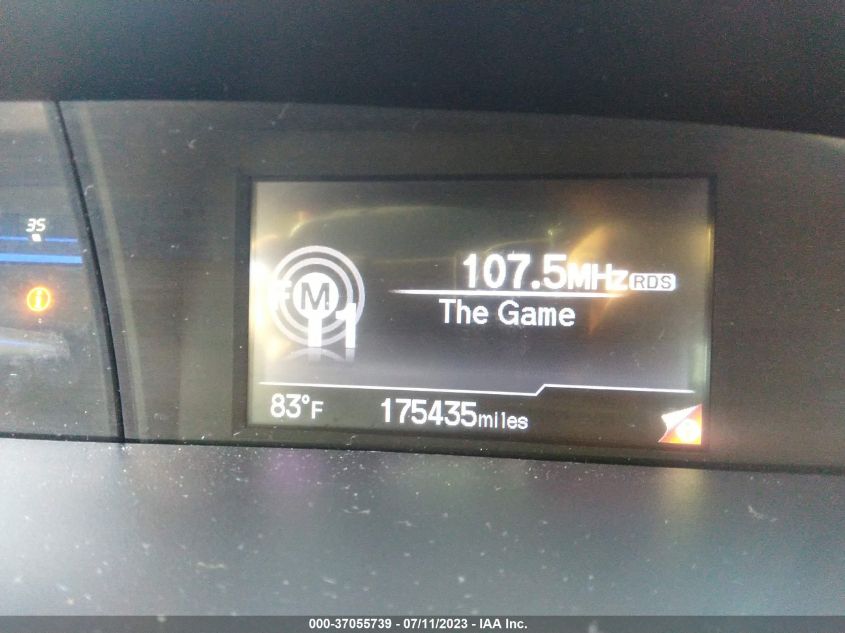 35
107.5MHz RDS
FM
1
The Game
83°F 175435miles
000-37055739 - 07/11/2023 - IAA Inc.